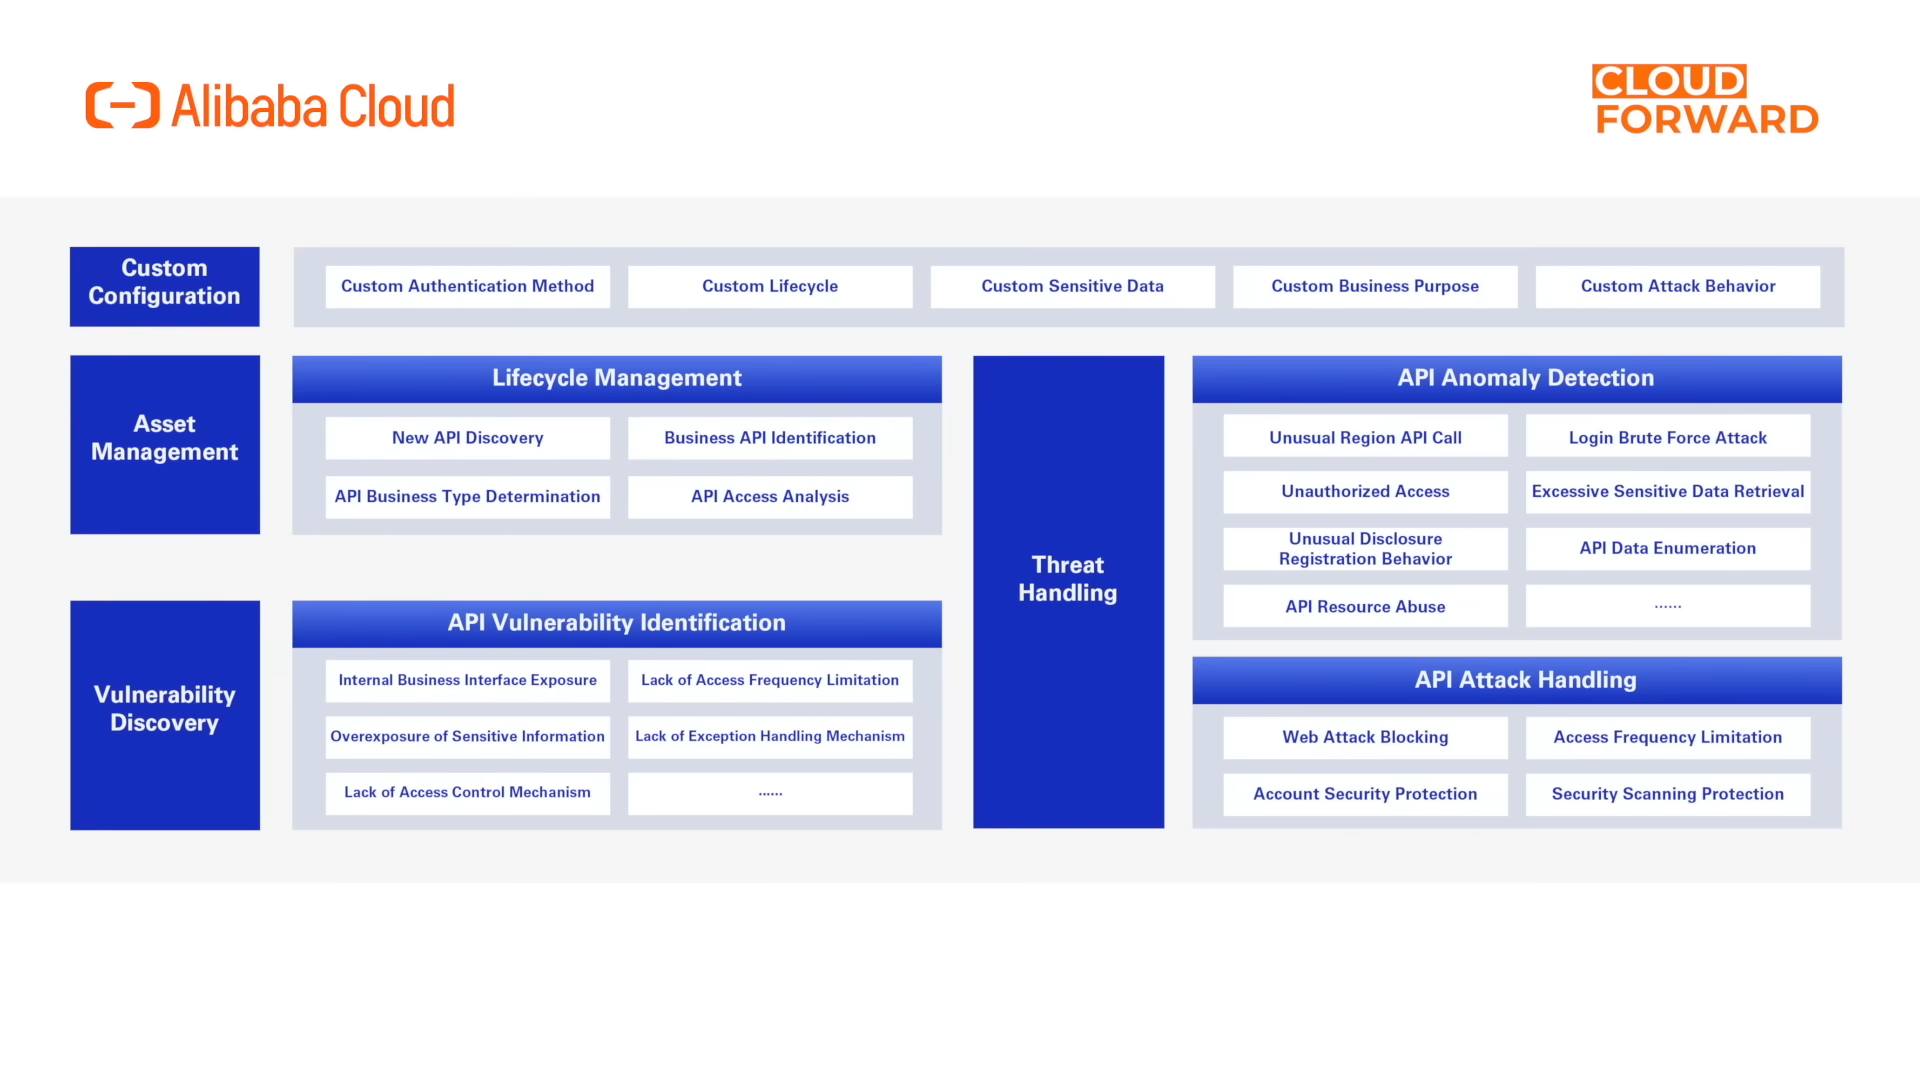 Alibaba Cloud
CLOUD
FORWARD
Custom
Configuration
Custom Authentication Method
Custom Lifecycle
Custom Sensitive Data
Custom Business Purpose
Custom Attack Behavior
Asset
Management
Lifecycle Management
New API Discovery
Business API Identification
API Business Type Determination
API Access Analysis
Vulnerability
Discovery
API Vulnerability Identification
Internal Business Interface Exposure
Lack of Access Frequency Limitation
Overexposure of Sensitive Information
Lack of Exception Handling Mechanism
Lack of Access Control Mechanism
......
Threat
Handling
API Anomaly Detection
Unusual Region API Call
Login Brute Force Attack
Unauthorized Access
Excessive Sensitive Data Retrieval
Unusual Disclosure
Registration Behavior
API Data Enumeration
API Resource Abuse
......
API Attack Handling
Web Attack Blocking
Access Frequency Limitation
Account Security Protection
Security Scanning Protection